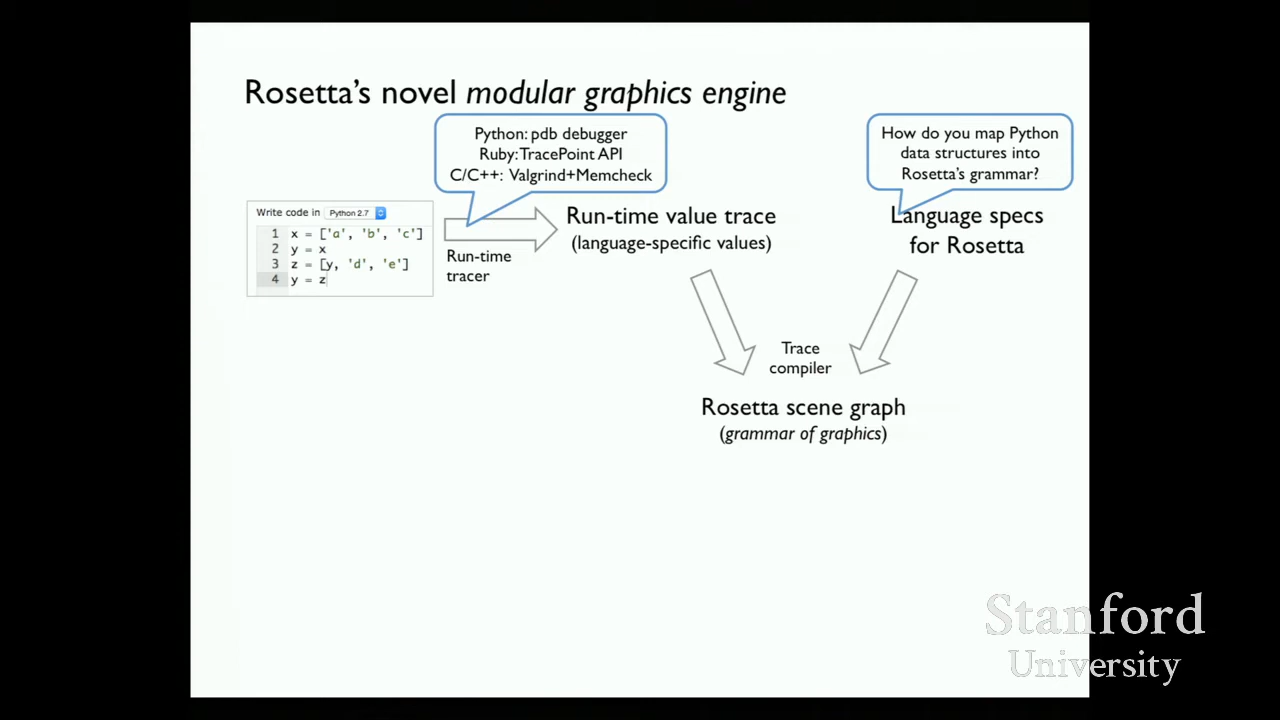 Rosetta's novel modular graphics engine
Python: pdb debugger
Ruby: TracePoint API
C/C++: Valgrind+Memcheck
How do you map Python
data structures into
Rosetta's grammar?
Write code in Python 2.7
1 x = ['a', 'b', 'c']
2 y = x
3 z = [y, 'd', 'e']
4 y = z
Run-time
tracer
Run-time value trace
(language-specific values)
Language specs
for Rosetta
Trace
compiler
Rosetta scene graph
(grammar of graphics)
Stanford
University